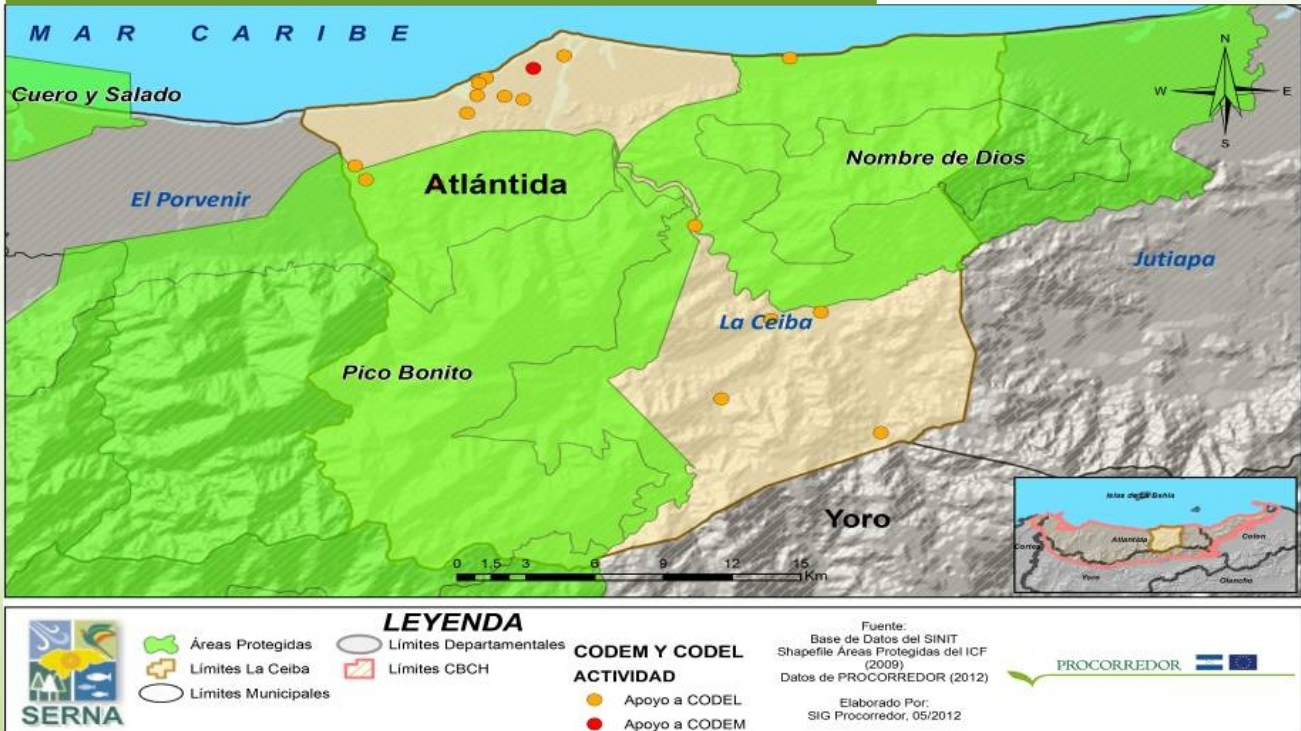 MAR CARIBE
Cuero y Salado
El Porvenir
Atlántida
Nombre de Dios
Jutiapa
La Ceiba
Pico Bonito
Yoro
N
W E
S
0 1.5 3 6 9 12 15
Km
Islas de La Bahía
Cortes
Atlantida
Colon
Yoro
Olancho
LEYENDA
Áreas Protegidas
Límites La Ceiba
Límites Municipales
Límites Departamentales
Límites CBCH
CODEM Y CODEL
ACTIVIDAD
Apoyo a CODEL
Apoyo a CODEM
Fuente:
Base de Datos del SINIT
Shapefile Áreas Protegidas del ICF
(2009)
Datos de PROCORREDOR (2012)
Elaborado Por:
SIG Procorredor, 05/2012
SERNA
PROCORREDOR